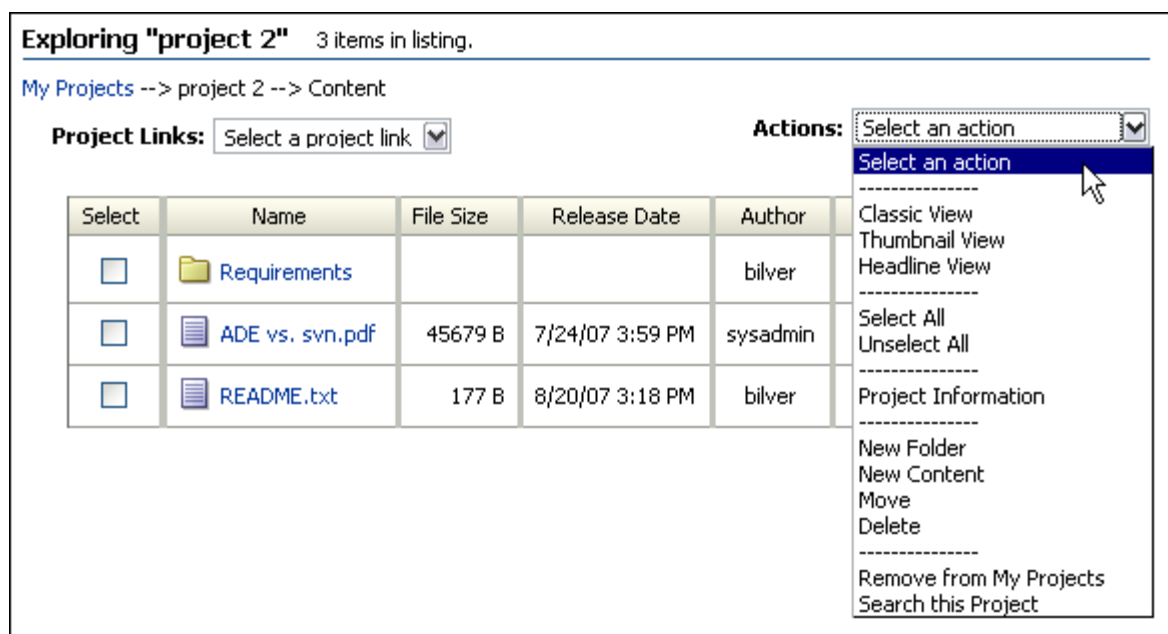 Exploring "project 2" 3 items in listing.
My Projects --> project 2 --> Content
Project Links: Select a project link
Actions: Select an action
Select an action
---------------
Classic View
Thumbnail View
Headline View
---------------
Select All
Unselect All
---------------
Project Information
---------------
New Folder
New Content
Move
Delete
---------------
Remove from My Projects
Search this Project
Select Name File Size Release Date Author
Requirements bilver
ADE vs. svn.pdf 45679 B 7/24/07 3:59 PM sysadmin
README.txt 177 B 8/20/07 3:18 PM bilver